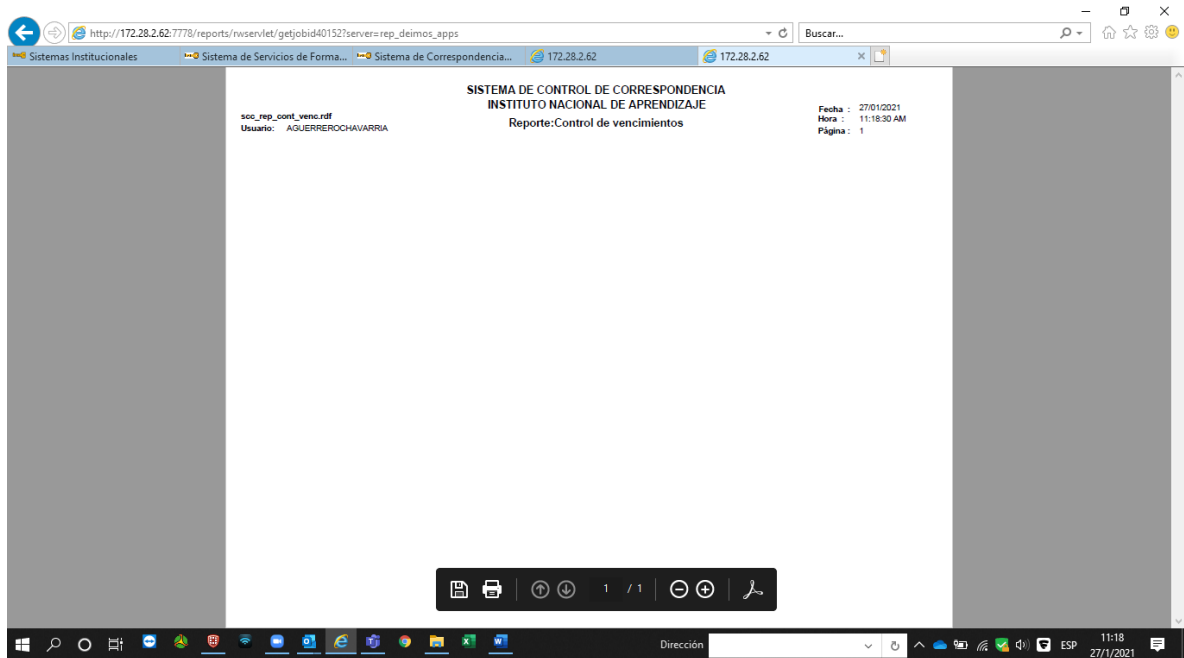 http://172.28.2.62:7778/reports/rwservlet/getjobid40152?server=rep_deimos_apps
Buscar...
Sistemas Institucionales
Sistema de Servicios de Forma...
Sistema de Correspondencia...
172.28.2.62
172.28.2.62
SISTEMA DE CONTROL DE CORRESPONDENCIA
INSTITUTO NACIONAL DE APRENDIZAJE
Reporte:Control de vencimientos
scc_rep_cont_venc.rdf
Usuario: AGUERREROCHAVARRIA
Fecha : 27/01/2021
Hora : 11:18:30 AM
Página : 1
1 / 1
Dirección
ESP
11:18
27/1/2021